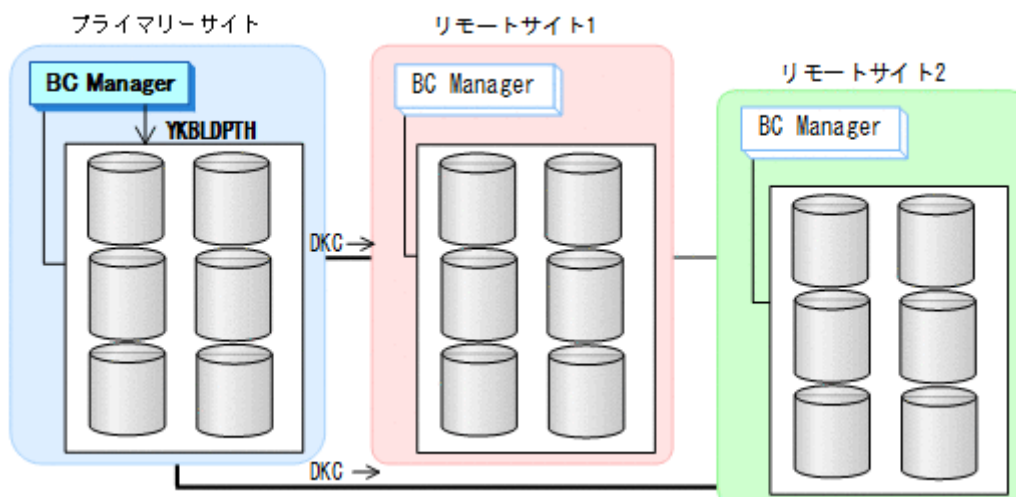 プライマリーサイト
リモートサイト1
リモートサイト2
BC Manager
BC Manager
BC Manager
YKBLDPTH
DKC →
DKC →